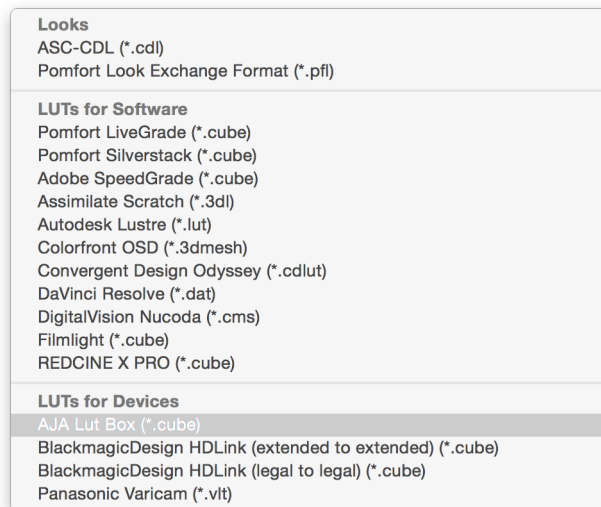 Looks
ASC-CDL (*.cdl)
Pomfort Look Exchange Format (*.pfl)
LUTs for Software
Pomfort LiveGrade (*.cube)
Pomfort Silverstack (*.cube)
Adobe SpeedGrade (*.cube)
Assimilate Scratch (*.3dl)
Autodesk Lustre (*.lut)
Colorfront OSD (*.3dmesh)
Convergent Design Odyssey (*.cdlut)
DaVinci Resolve (*.dat)
DigitalVision Nucoda (*.cms)
Filmlight (*.cube)
REDCINE X PRO (*.cube)
LUTs for Devices
AJA Lut Box (*.cube)
BlackmagicDesign HDLink (extended to extended) (*.cube)
BlackmagicDesign HDLink (legal to legal) (*.cube)
Panasonic Varicam (*.vlt)